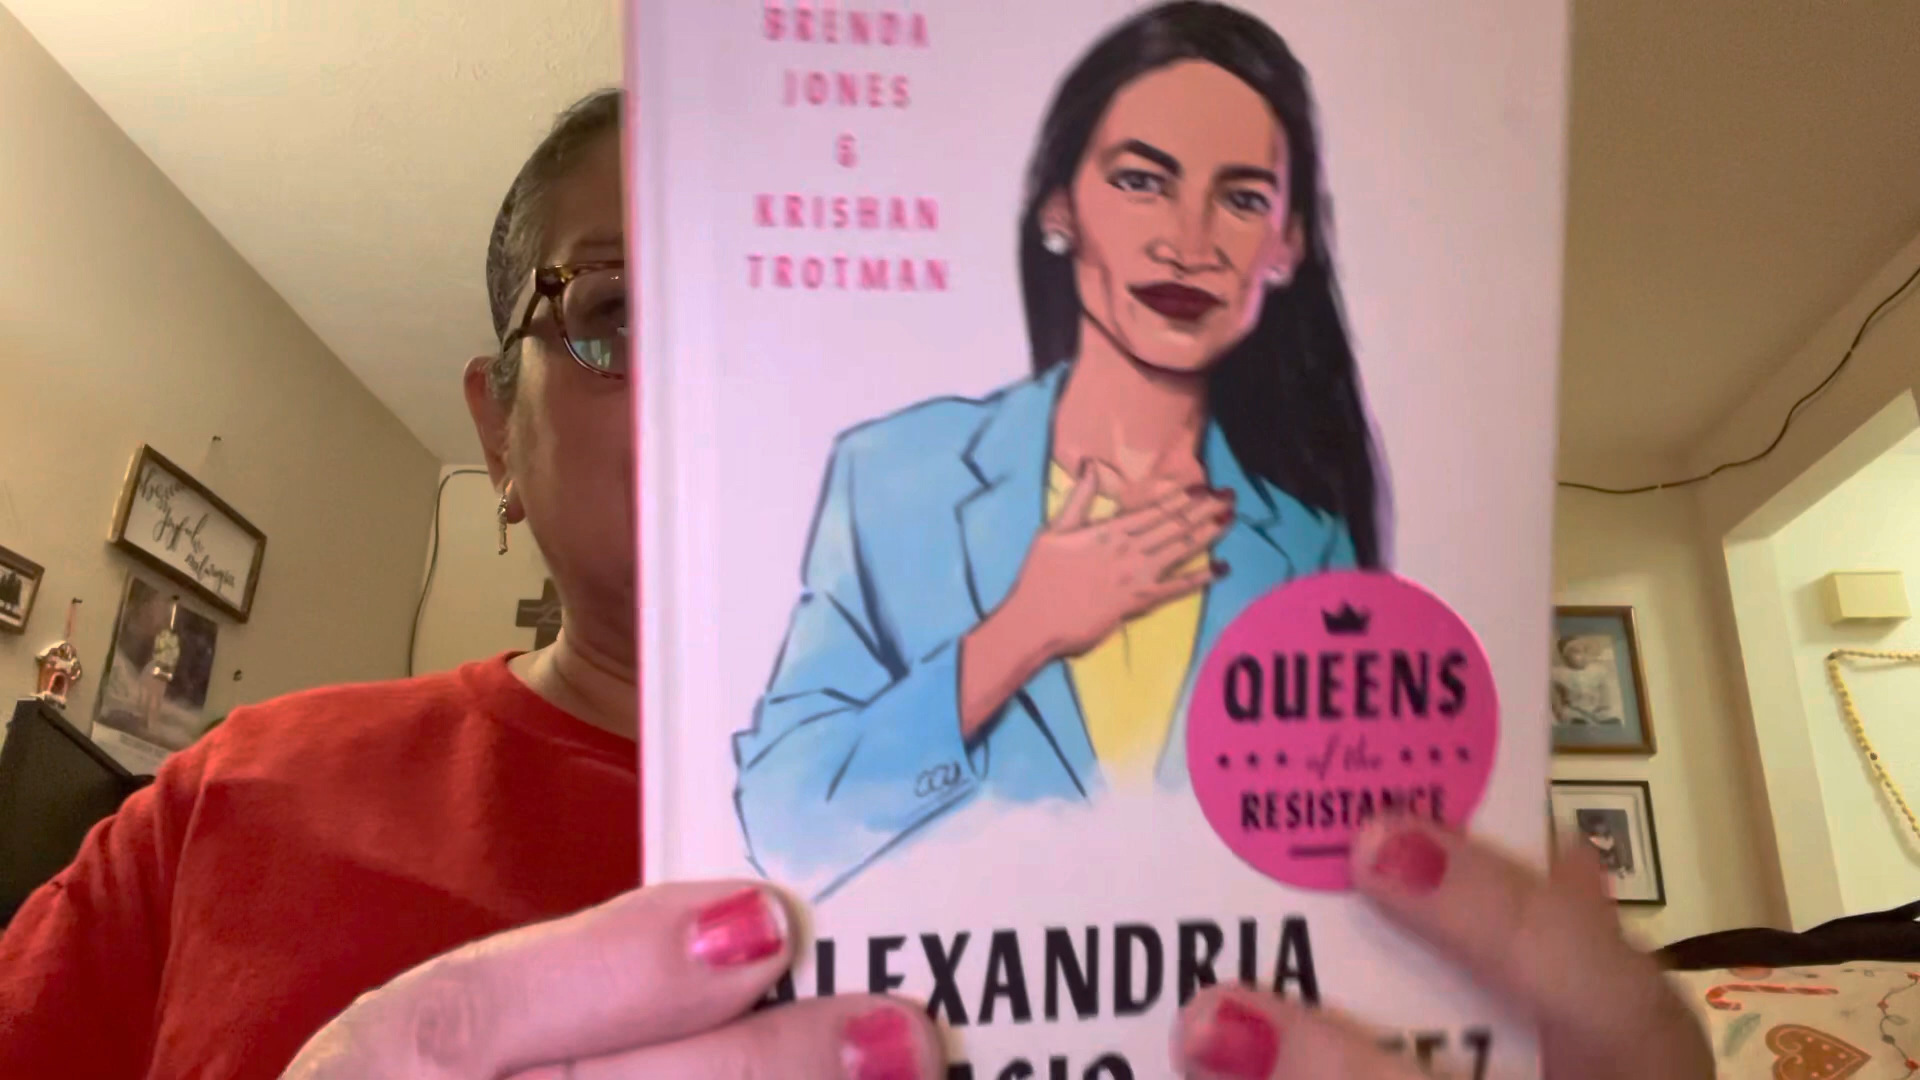 BRENDA
JONES
&
KRISHAN
TROTMAN
QUEENS
of the
RESISTANCE
ALEXANDRIA